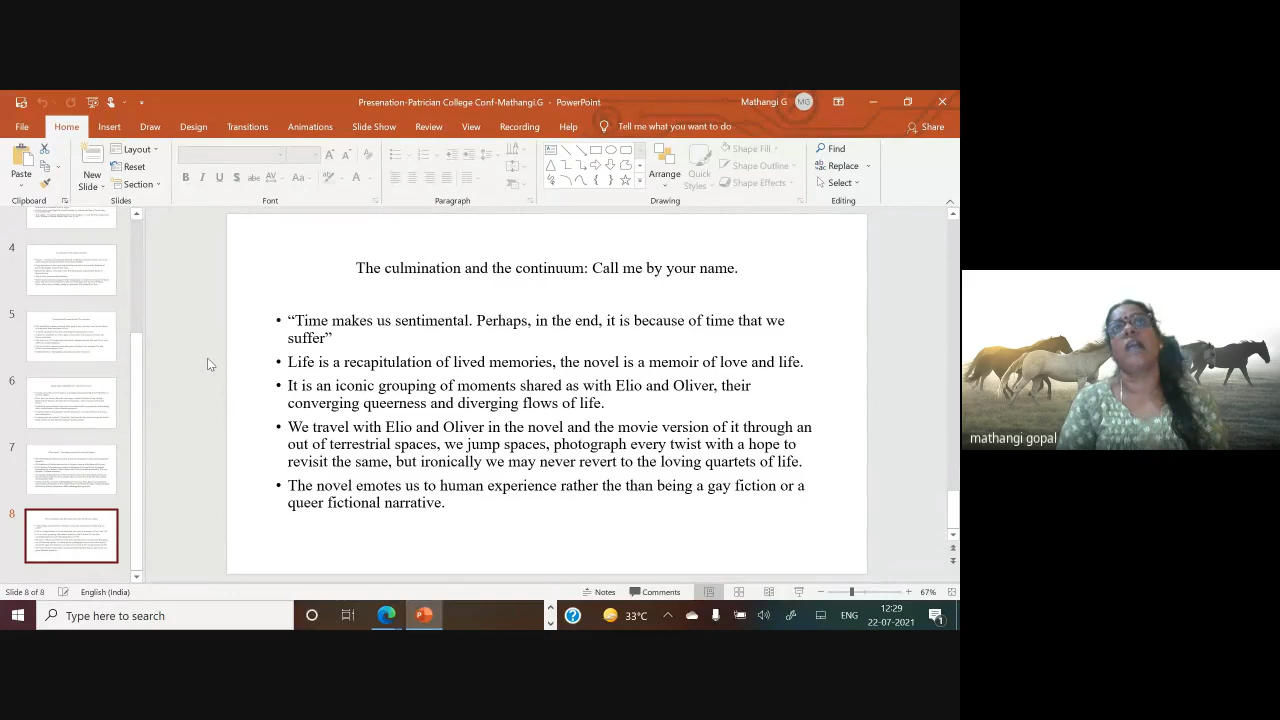 Presenation-Patrician College Conf-Mathangi.G - PowerPoint
Mathangi G
MG
File Home Insert Draw Design Transitions Animations Slide Show Review View Recording Help Tell me what you want to do Share
Paste
Clipboard
New Slide
Layout
Reset
Section
Slides
Font
Paragraph
Arrange
Quick Styles
Shape Fill
Shape Outline
Shape Effects
Drawing
Find
Replace
Select
Editing
4
5
6
7
8
The culmination and the continuum: Call me by your name.
• “Time makes us sentimental. Perhaps, in the end, it is because of time that we
suffer
• Life is a recapitulation of lived memories, the novel is a memoir of love and life.
• It is an iconic grouping of moments shared as with Elio and Oliver, their
converging queerness and diverging flows of life.
• We travel with Elio and Oliver in the novel and the movie version of it through an
out of terrestrial spaces, we jump spaces, photograph every twist with a hope to
revisit the same, but ironically we may never revert to the loving quarters of life.
• The novel emotes us to human experience rather the than being a gay fiction or a
queer fictional narrative.
mathangi gopal
Slide 8 of 8
English (India)
Notes
Comments
67%
Type here to search
33°C
ENG
12:29
22-07-2021
1